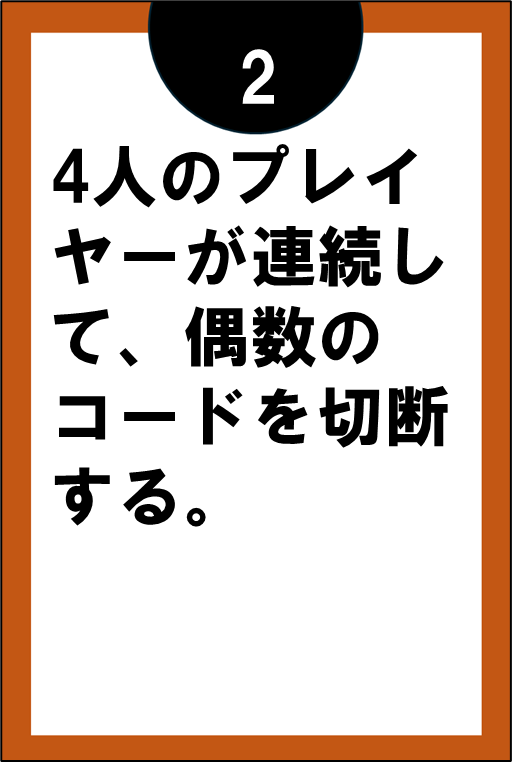 2
4人のプレイ
ヤーが連続し
て、偶数の
コードを切断
する。